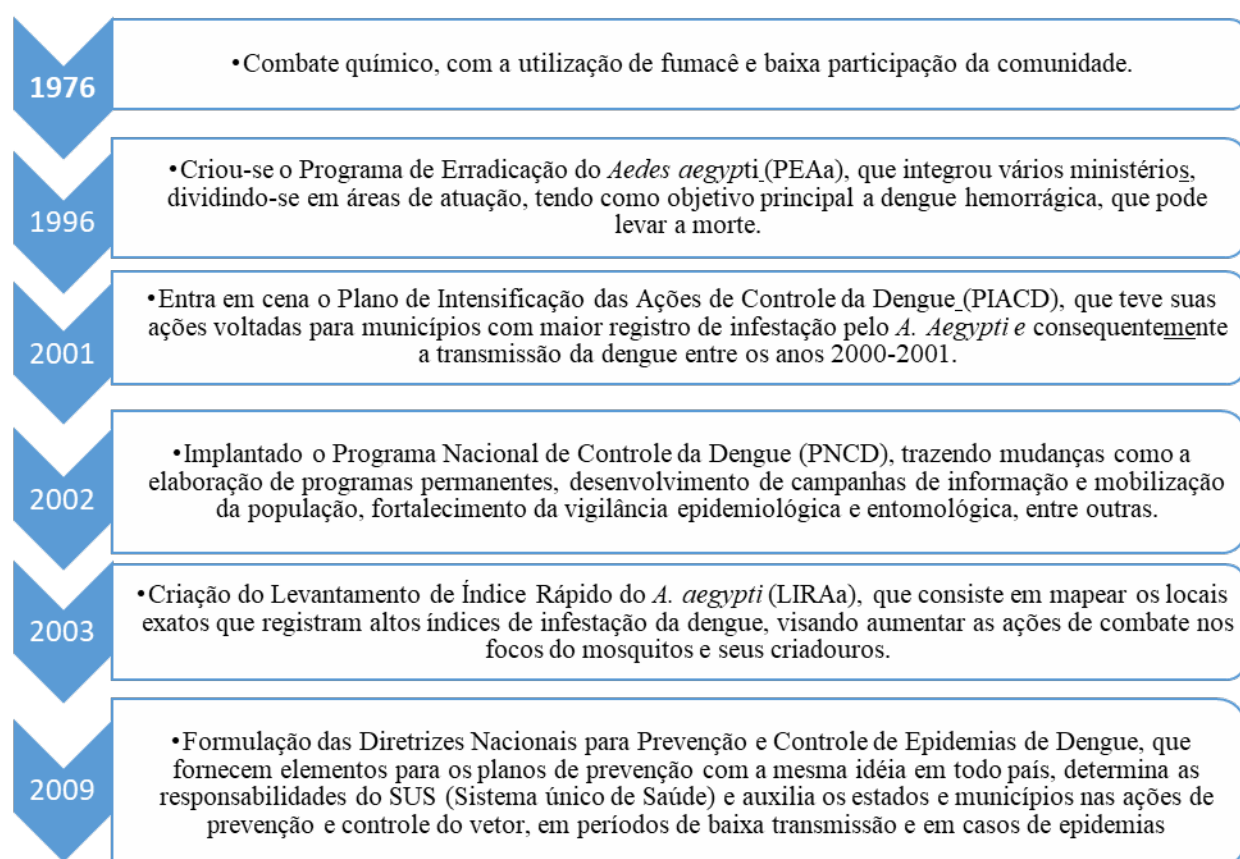 1976
•Combate químico, com a utilização de fumacê e baixa participação da comunidade.
1996
•Criou-se o Programa de Erradicação do Aedes aegypti (PEAa), que integrou vários ministérios,
dividindo-se em áreas de atuação, tendo como objetivo principal a dengue hemorrágica, que pode
levar a morte.
2001
•Entra em cena o Plano de Intensificação das Ações de Controle da Dengue (PIACD), que teve suas
ações voltadas para municípios com maior registro de infestação pelo A. Aegypti e consequentemente
a transmissão da dengue entre os anos 2000-2001.
2002
•Implantado o Programa Nacional de Controle da Dengue (PNCD), trazendo mudanças como a
elaboração de programas permanentes, desenvolvimento de campanhas de informação e mobilização
da população, fortalecimento da vigilância epidemiológica e entomológica, entre outras.
2003
•Criação do Levantamento de Índice Rápido do A. aegypti (LIRAa), que consiste em mapear os locais
exatos que registram altos índices de infestação da dengue, visando aumentar as ações de combate nos
focos do mosquitos e seus criadouros.
2009
•Formulação das Diretrizes Nacionais para Prevenção e Controle de Epidemias de Dengue, que
fornecem elementos para os planos de prevenção com a mesma idéia em todo país, determina as
responsabilidades do SUS (Sistema único de Saúde) e auxilia os estados e municípios nas ações de
prevenção e controle do vetor, em períodos de baixa transmissão e em casos de epidemias